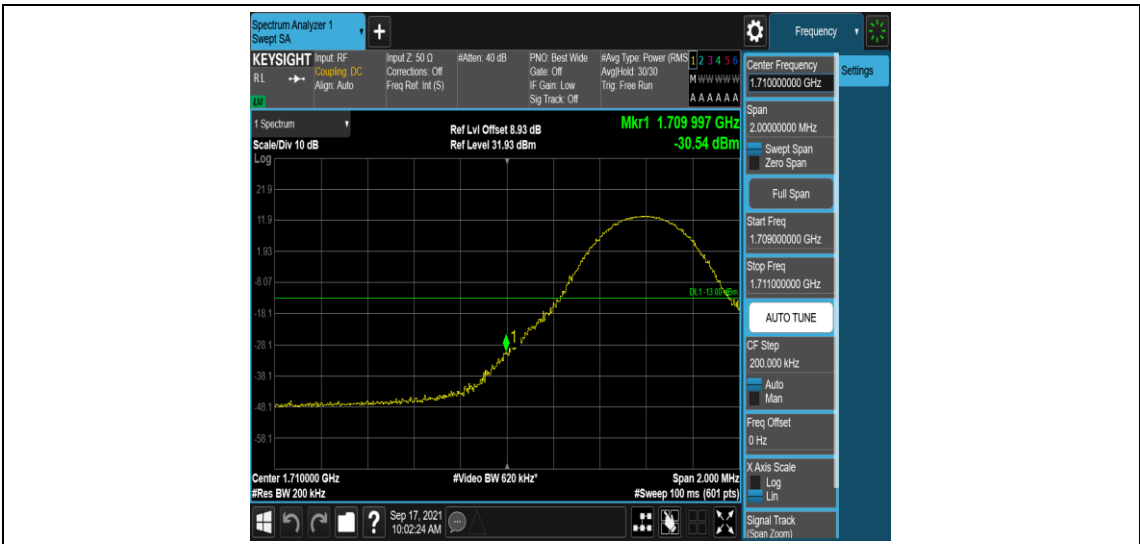 Spectrum Analyzer 1
Swept SA
Frequency
KEYSIGHT
RL
Input: RF
Coupling: DC
Align: Auto
Input Z: 50 Ω
Corrections: Off
Freq Ref: Int (S)
#Atten: 40 dB
PNO: Best Wide
Gate: Off
IF Gain: Low
Sig Track: Off
#Avg Type: Power (RMS
Avg|Hold: 30/30
Trig: Free Run
1 2 3 4 5 6
M W W W W W
A A A A A A
1 Spectrum
Scale/Div 10 dB
Log
Ref Lvl Offset 8.93 dB
Ref Level 31.93 dBm
Mkr1 1.709 997 GHz
-30.54 dBm
21.9
11.9
1.93
-8.07
-18.1
-28.1
-38.1
-48.1
-58.1
DL1 -13.00 dBm
1
Center 1.710000 GHz
#Res BW 200 kHz
#Video BW 620 kHz*
Span 2.000 MHz
#Sweep 100 ms (601 pts)
Center Frequency
1.710000000 GHz
Settings
Span
2.00000000 MHz
Swept Span
Zero Span
Full Span
Start Freq
1.709000000 GHz
Stop Freq
1.711000000 GHz
AUTO TUNE
CF Step
200.000 kHz
Auto
Man
Freq Offset
0 Hz
X Axis Scale
Log
Lin
Signal Track
(Span Zoom)
?
Sep 17, 2021
10:02:24 AM